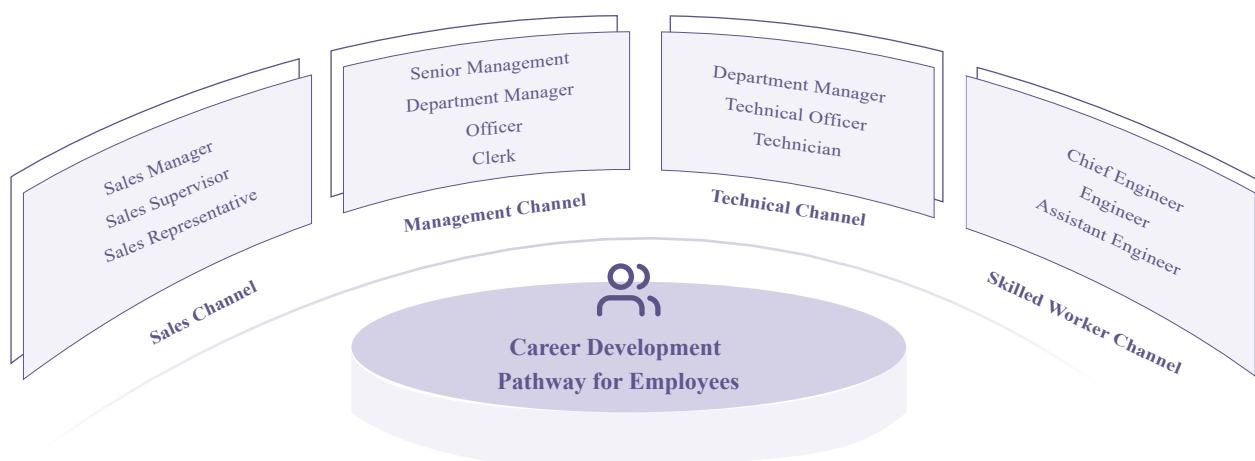 Sales Manager
Sales Supervisor
Sales Representative
Sales Channel
Senior Management
Department Manager
Officer
Clerk
Management Channel
Department Manager
Technical Officer
Technician
Technical Channel
Chief Engineer
Engineer
Assistant Engineer
Skilled Worker Channel
Career Development
Pathway for Employees